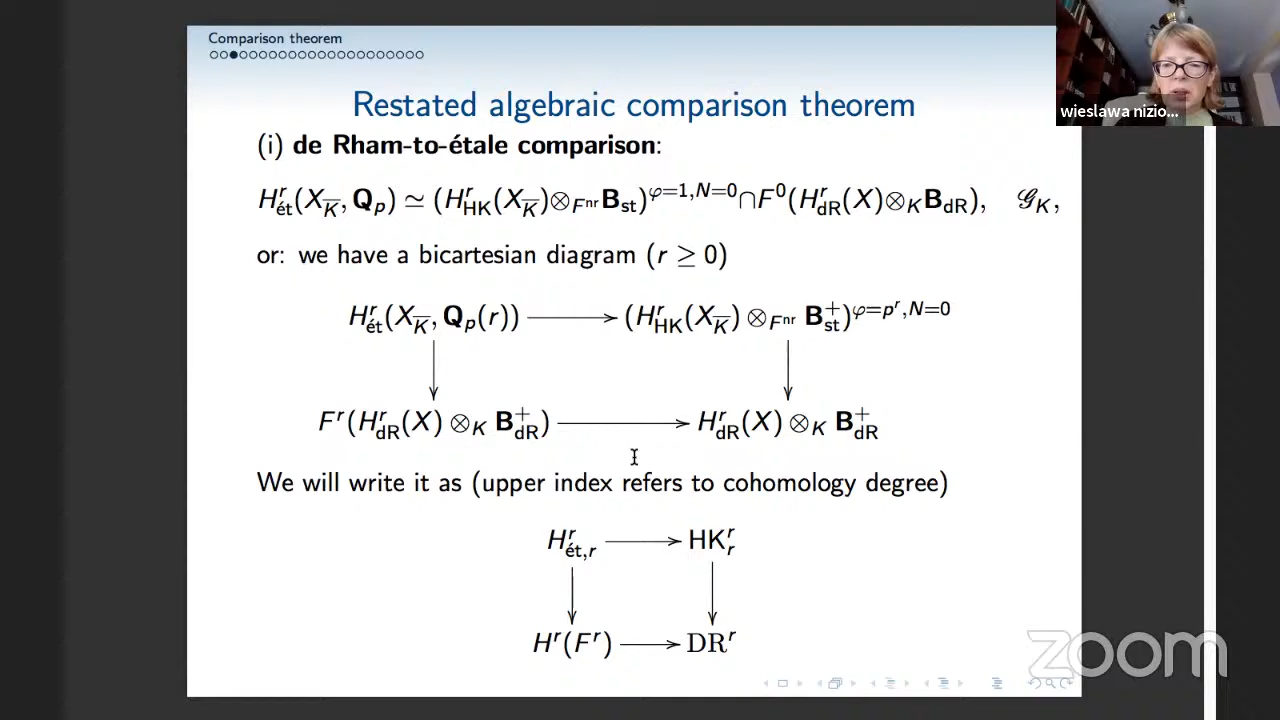 Comparison theorem
Restated algebraic comparison theorem
wieslawa nizio...
(i) de Rham-to-étale comparison:
H^r_ét(X_K̅, Q_p) ≃ (H^r_HK(X_K̅)⊗_{F^nr} B_st)^{φ=1,N=0} ∩ F^0(H^r_dR(X)⊗_K B_dR), 𝒢_K,
or: we have a bicartesian diagram (r ≥ 0)
H^r_ét(X_K̅, Q_p(r)) ⟶ (H^r_HK(X_K̅) ⊗_{F^nr} B^+_st)^{φ=p^r,N=0}
F^r(H^r_dR(X) ⊗_K B^+_dR) ⟶ H^r_dR(X) ⊗_K B^+_dR
We will write it as (upper index refers to cohomology degree)
H^r_{ét,r} ⟶ HK^r_r
H^r(F^r) ⟶ DR^r
zoom